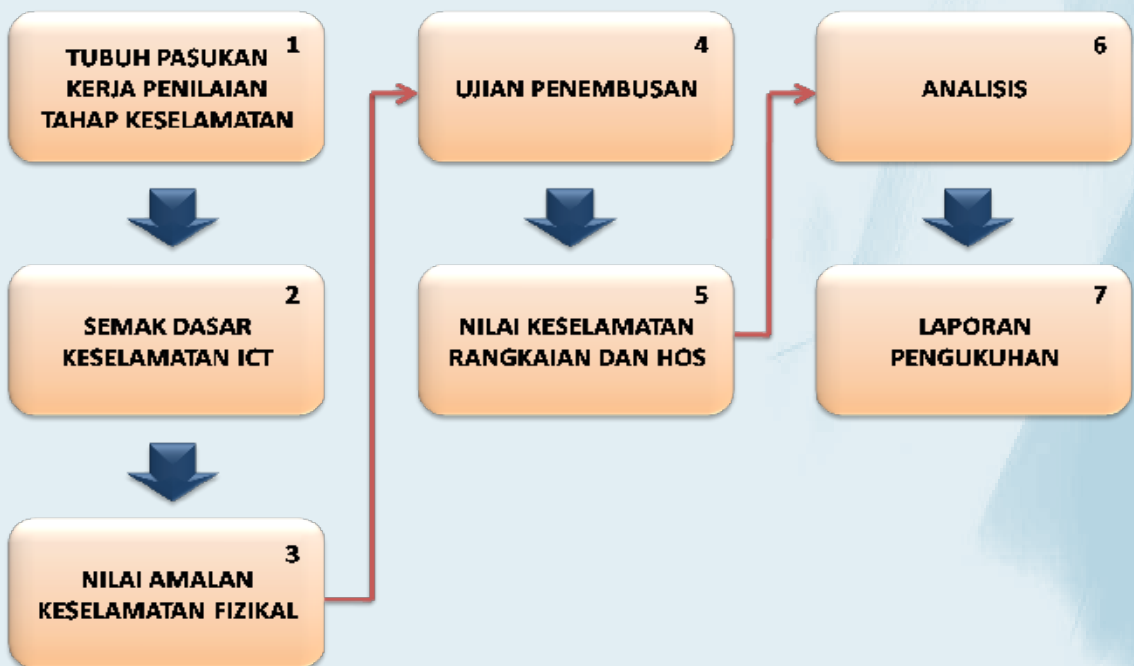 1
TUBUH PASUKAN
KERJA PENILAIAN
TAHAP KESELAMATAN
2
SEMAK DASAR
KESELAMATAN ICT
3
NILAI AMALAN
KESELAMATAN FIZIKAL
4
UJIAN PENEMBUSAN
5
NILAI KESELAMATAN
RANGKAIAN DAN HOS
6
ANALISIS
7
LAPORAN
PENGUKUHAN